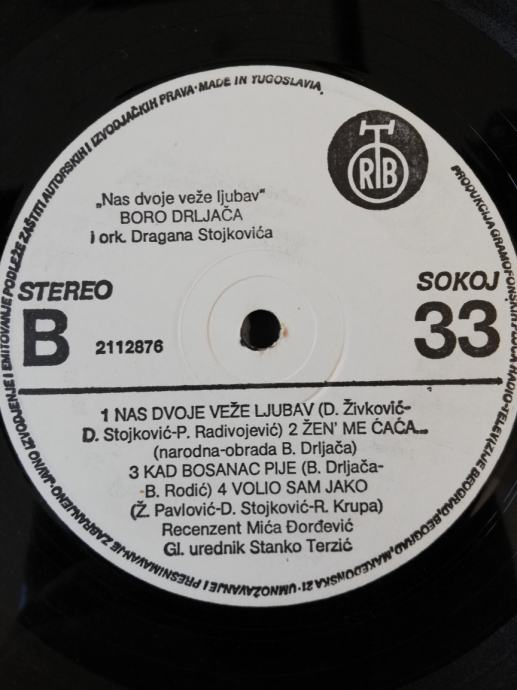 PRODUKCIJA GRAMOFONSKIH PLOČA RADIO-TELEVIZIJE BEOGRAD, BEOGRAD, MAKEDONSKA 21·UMNOŽAVANJE I PRESNIMAVANJE ZABRANJENO·JAVNO IZVODJENJE I EMITOVANJE PODLEŽE ZAŠTITI AUTORSKIH I IZVODJAČKIH PRAVA·MADE IN YUGOSLAVIA
RTB
„Nas dvoje veže ljubav"
BORO DRLJAČA
i ork. Dragana Stojkovića
STEREO
SOKOJ
B
2112876
33
1 NAS DVOJE VEŽE LJUBAV (D. Živković-
D. Stojković-P. Radivojević) 2 ŽEN' ME ĆAĆA...
(narodna-obrada B. Drljača)
3 KAD BOSANAC PIJE (B. Drljača-
B. Rodić) 4 VOLIO SAM JAKO
(Ž. Pavlović-D. Stojković-R. Krupa)
Recenzent Mića Đorđević
Gl. urednik Stanko Terzić